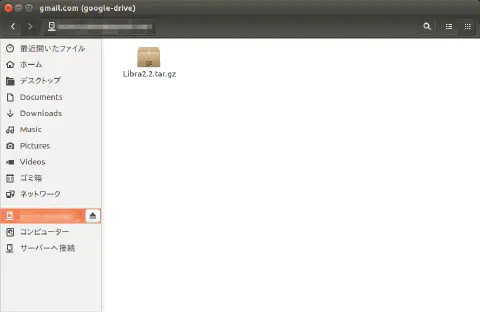 gmail.com (google-drive)
最近開いたファイル
ホーム
デスクトップ
Documents
Downloads
Music
Pictures
Videos
ゴミ箱
ネットワーク
コンピューター
サーバーへ接続
Libra2.2.tar.gz